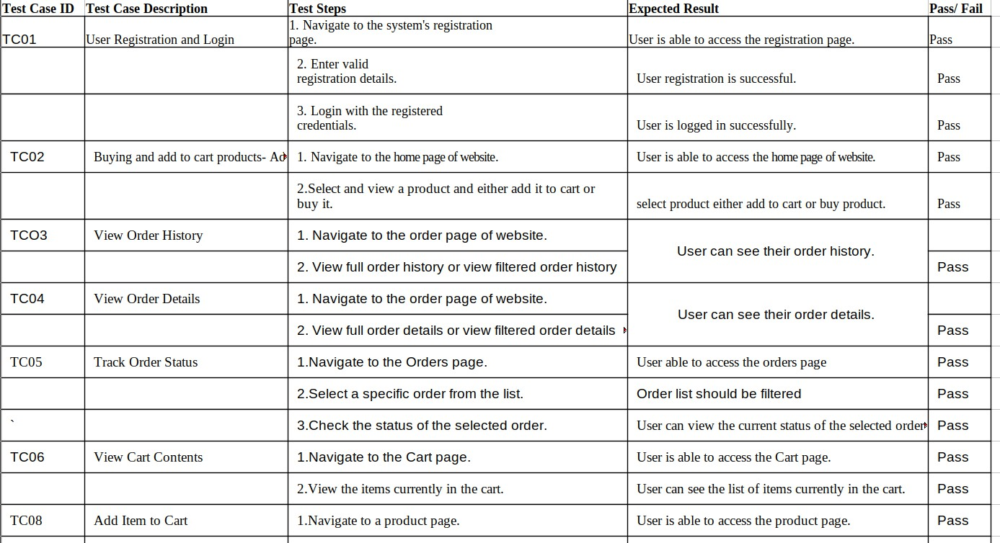 Test Case ID Test Case Description Test Steps Expected Result Pass/ Fail
1. Navigate to the system's registration
TC01 User Registration and Login page. User is able to access the registration page. Pass
2. Enter valid
registration details. User registration is successful. Pass
3. Login with the registered
credentials. User is logged in successfully. Pass
TC02 Buying and add to cart products- Ad 1. Navigate to the home page of website. User is able to access the home page of website. Pass
2.Select and view a product and either add it to cart or
buy it. select product either add to cart or buy product. Pass
TCO3 View Order History 1. Navigate to the order page of website.
User can see their order history.
2. View full order history or view filtered order history Pass
TC04 View Order Details 1. Navigate to the order page of website.
User can see their order details.
2. View full order details or view filtered order details Pass
TC05 Track Order Status 1.Navigate to the Orders page. User able to access the orders page Pass
2.Select a specific order from the list. Order list should be filtered Pass
` 3.Check the status of the selected order. User can view the current status of the selected order Pass
TC06 View Cart Contents 1.Navigate to the Cart page. User is able to access the Cart page. Pass
2.View the items currently in the cart. User can see the list of items currently in the cart. Pass
TC08 Add Item to Cart 1.Navigate to a product page. User is able to access the product page. Pass